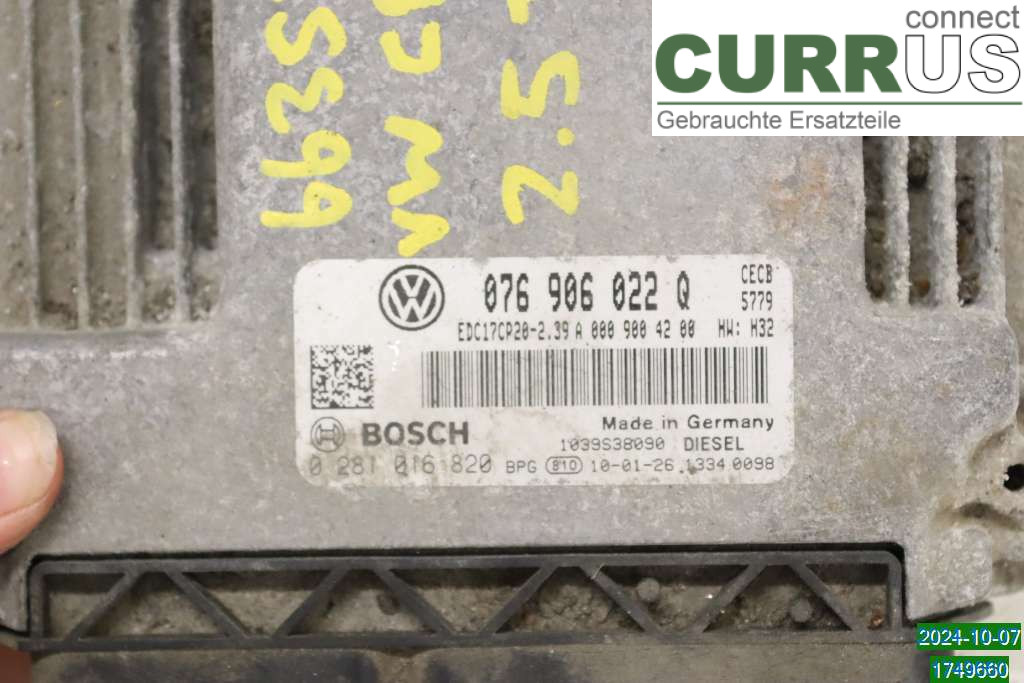 connect
CURRUS
Gebrauchte Ersatzteile
2.5
076 906 022 Q
CECB
5779
EDC17CP20-2.39 A 000 900 42 00 HW: H32
Made in Germany
BOSCH
1039S38090 DIESEL
0 281 016 820 BPG 810 10-01-26.1334 0098
2024-10-07
1749660